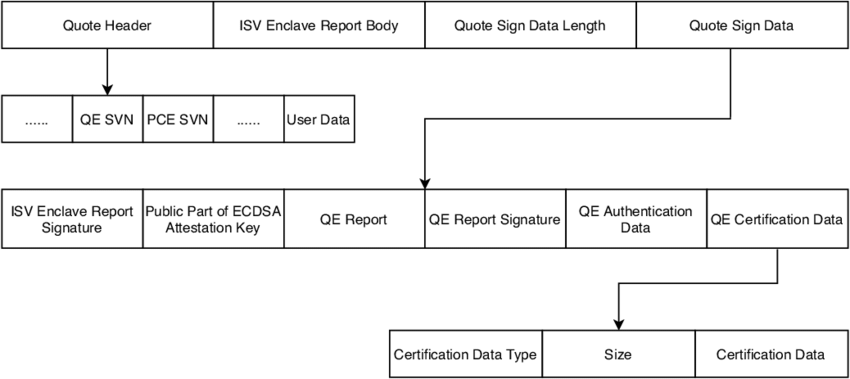 Quote Header
ISV Enclave Report Body
Quote Sign Data Length
Quote Sign Data
......
QE SVN
PCE SVN
......
User Data
ISV Enclave Report
Signature
Public Part of ECDSA
Attestation Key
QE Report
QE Report Signature
QE Authentication
Data
QE Certification Data
Certification Data Type
Size
Certification Data